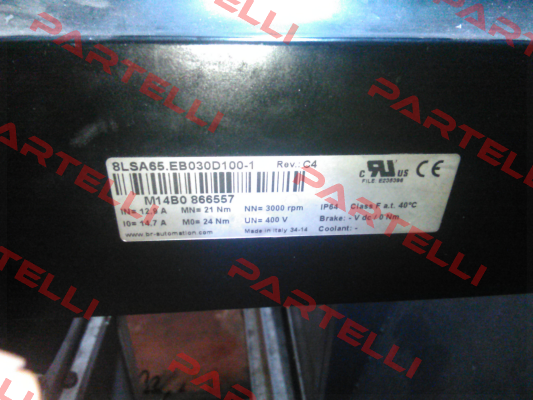 8LSA65.EB030D100-1 Rev.: C4
M14B0 866557
IN= 12,9 A MN= 21 Nm NN= 3000 rpm IP64 Class F a.t. 40°C
I0= 14,7 A M0= 24 Nm UN= 400 V Brake: - V dc / 0 Nm
www.br-automation.com Made in Italy 34-14 Coolant: -
C US CE
PARTELLI
PARTELLI
PARTELLI
PARTELLI
PARTELLI
PARTELLI